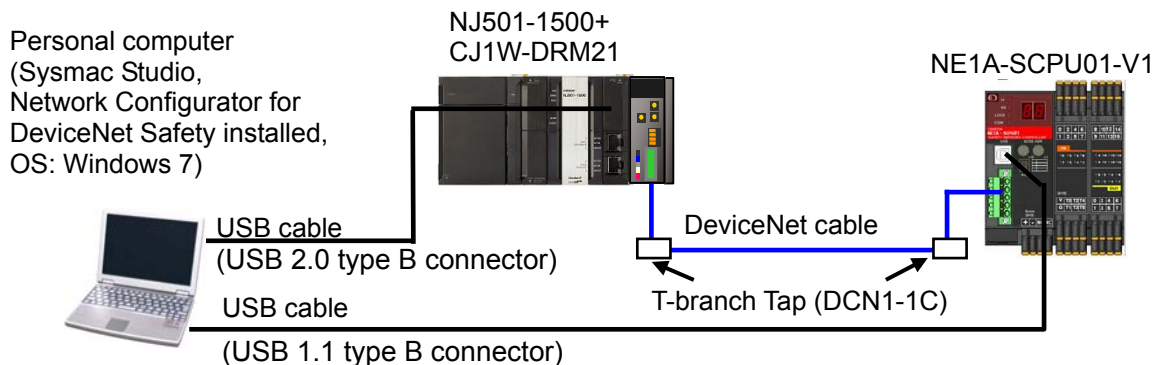 Personal computer
(Sysmac Studio,
Network Configurator for
DeviceNet Safety installed,
OS: Windows 7)
NJ501-1500+
CJ1W-DRM21
NE1A-SCPU01-V1
USB cable
(USB 2.0 type B connector)
DeviceNet cable
T-branch Tap (DCN1-1C)
USB cable
(USB 1.1 type B connector)